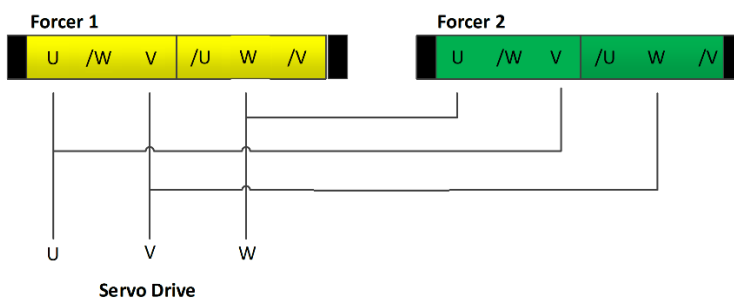 Forcer 1
Forcer 2
U /W V /U W /V
U /W V /U W /V
U V W
Servo Drive